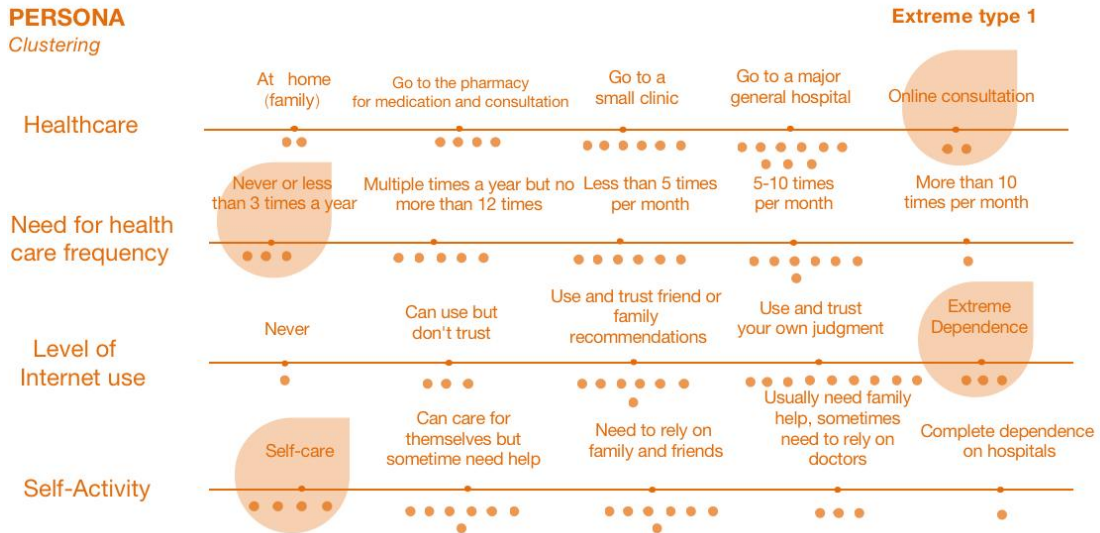 PERSONA
Extreme type 1
Clustering
At home
(family)
Go to the pharmacy
for medication and consultation
Go to a
small clinic
Go to a major
general hospital
Online consultation
Healthcare
Never or less
than 3 times a year
Multiple times a year but no
more than 12 times
Less than 5 times
per month
5-10 times
per month
More than 10
times per month
Need for health
care frequency
Never
Can use but
don't trust
Use and trust friend or
family
recommendations
Use and trust
your own judgment
Extreme
Dependence
Level of
Internet use
Self-care
Can care for
themselves but
sometime need help
Need to rely on
family and friends
Usually need family
help, sometimes
need to rely on
doctors
Complete dependence
on hospitals
Self-Activity